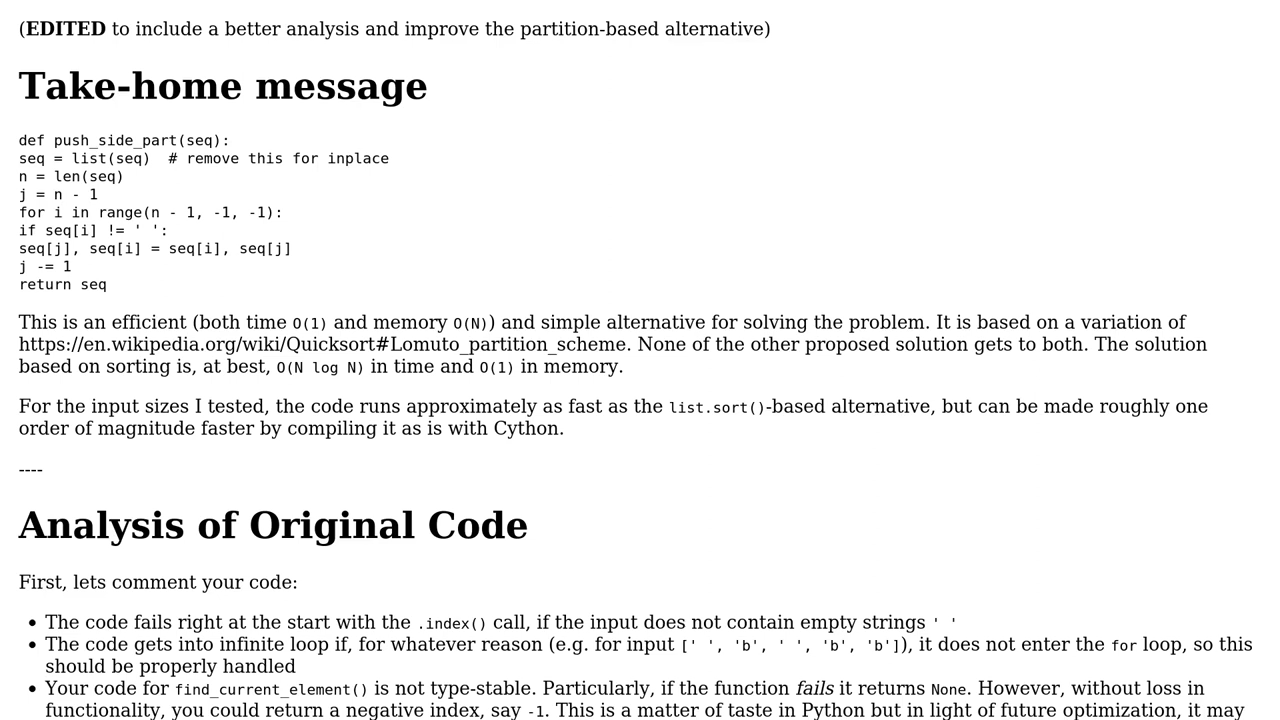 (EDITED to include a better analysis and improve the partition-based alternative)
Take-home message
def push_side_part(seq):
seq = list(seq)  # remove this for inplace
n = len(seq)
j = n - 1
for i in range(n - 1, -1, -1):
if seq[i] != ' ':
seq[j], seq[i] = seq[i], seq[j]
j -= 1
return seq
This is an efficient (both time O(1) and memory O(N)) and simple alternative for solving the problem. It is based on a variation of
https://en.wikipedia.org/wiki/Quicksort#Lomuto_partition_scheme. None of the other proposed solution gets to both. The solution
based on sorting is, at best, O(N log N) in time and O(1) in memory.
For the input sizes I tested, the code runs approximately as fast as the list.sort()-based alternative, but can be made roughly one
order of magnitude faster by compiling it as is with Cython.
----
Analysis of Original Code
First, lets comment your code:
• The code fails right at the start with the .index() call, if the input does not contain empty strings ' '
• The code gets into infinite loop if, for whatever reason (e.g. for input [' ', 'b', ' ', 'b', 'b']), it does not enter the for loop, so this
should be properly handled
• Your code for find_current_element() is not type-stable. Particularly, if the function fails it returns None. However, without loss in
functionality, you could return a negative index, say -1. This is a matter of taste in Python but in light of future optimization, it may